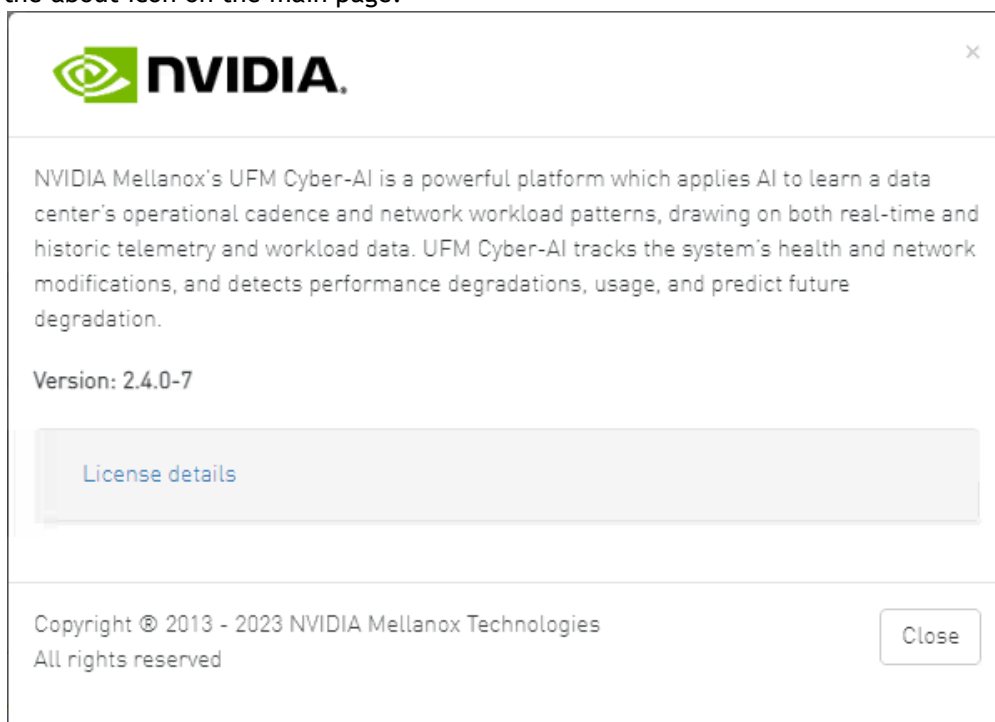 the about icon on the main page.
NVIDIA.
×
NVIDIA Mellanox's UFM Cyber-AI is a powerful platform which applies AI to learn a data
center's operational cadence and network workload patterns, drawing on both real-time and
historic telemetry and workload data. UFM Cyber-AI tracks the system's health and network
modifications, and detects performance degradations, usage, and predict future
degradation.
Version: 2.4.0-7
License details
Copyright ® 2013 - 2023 NVIDIA Mellanox Technologies
All rights reserved
Close